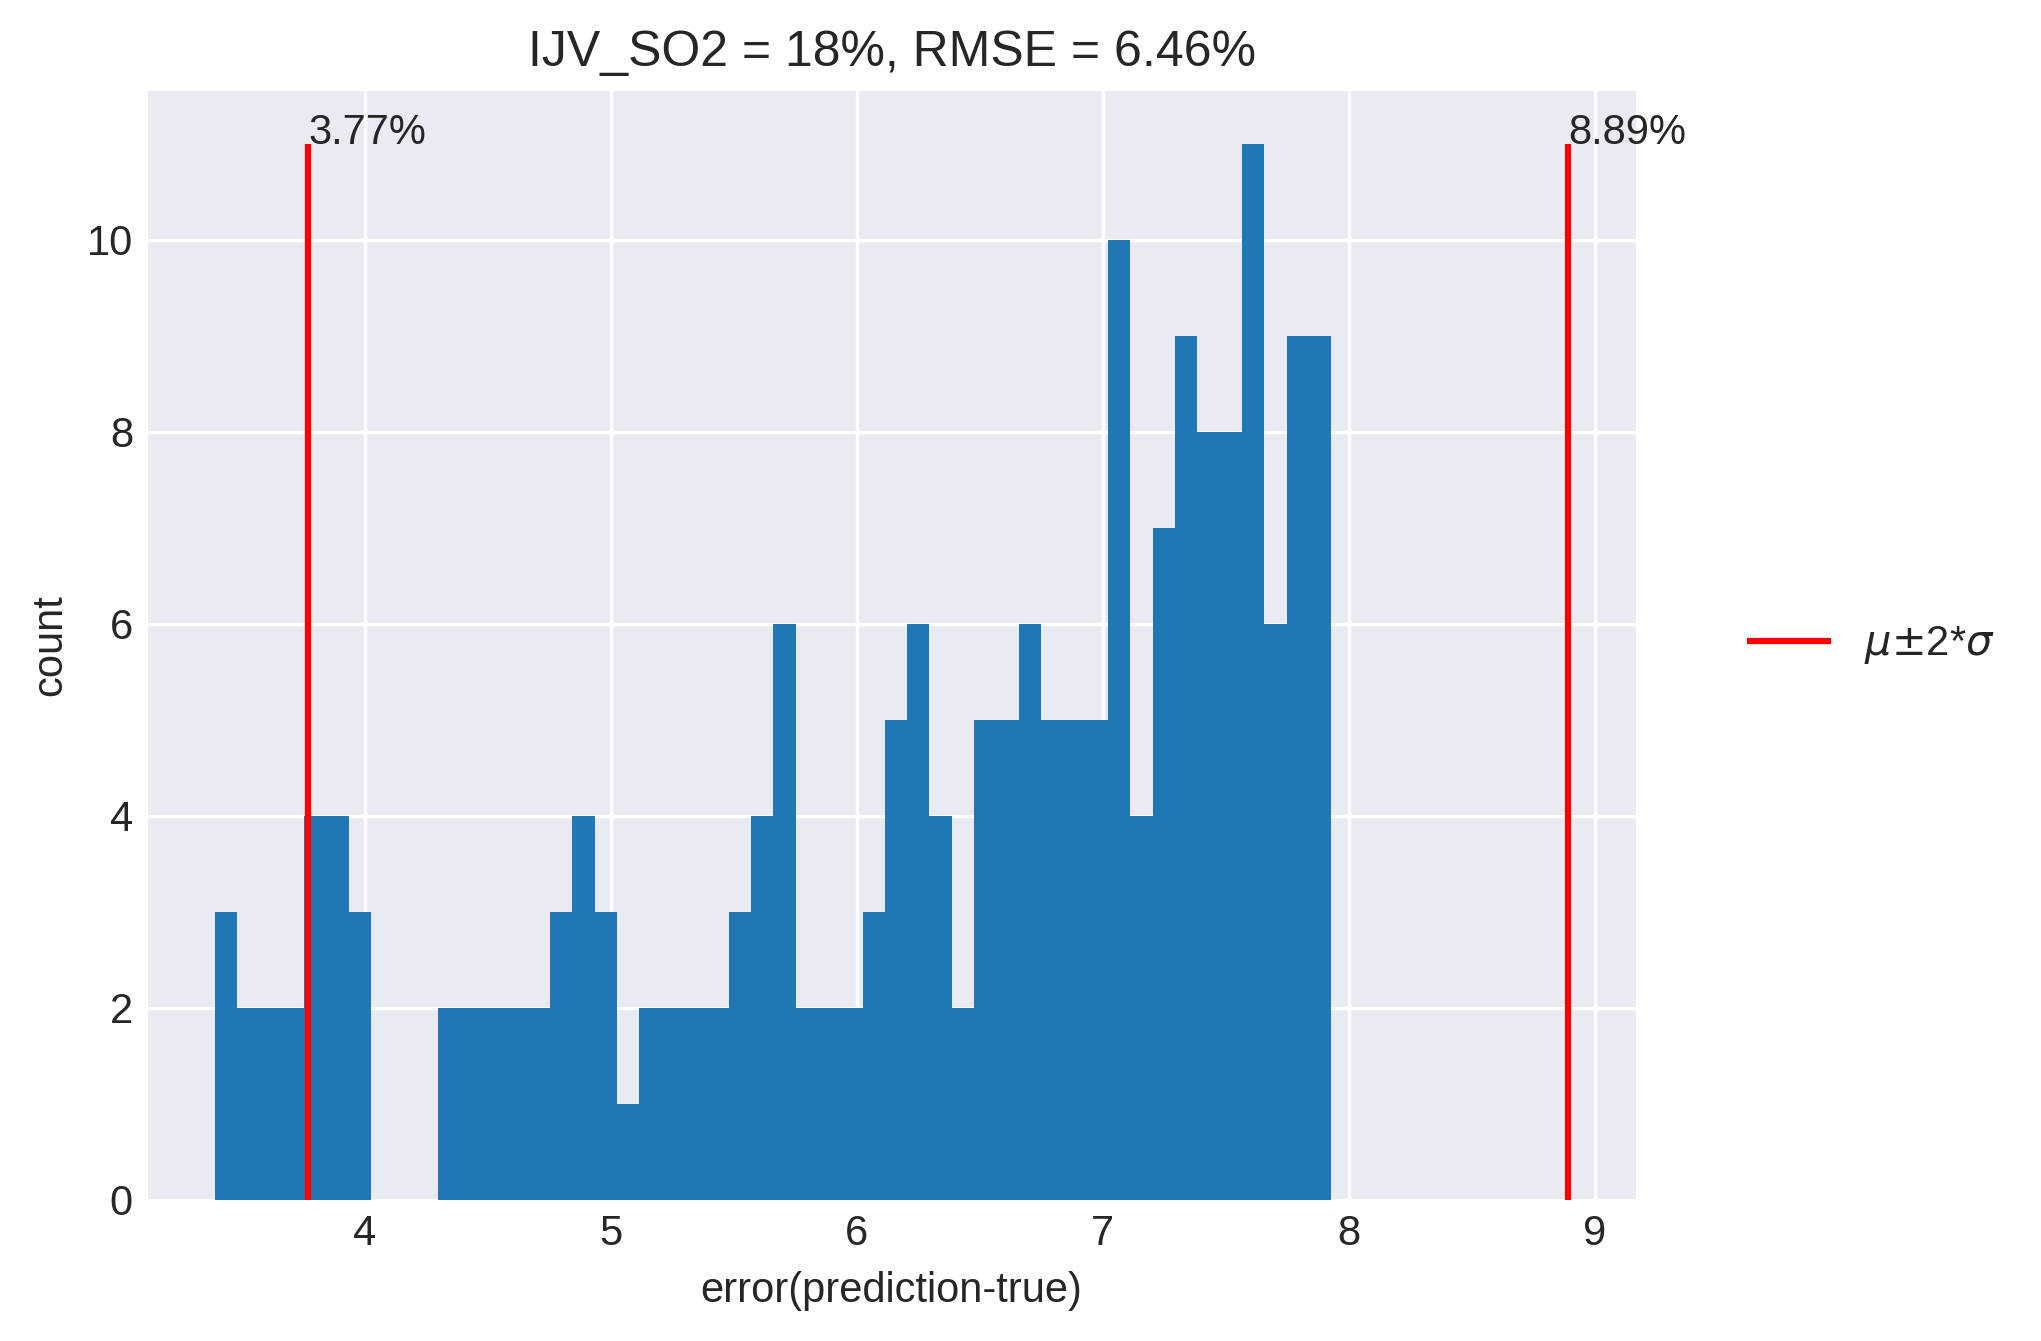 IJV_SO2 = 18%, RMSE = 6.46%
3.77%
8.89%
10
8
6
4
2
0
count
4 5 6 7 8 9
error(prediction-true)
μ±2*σ